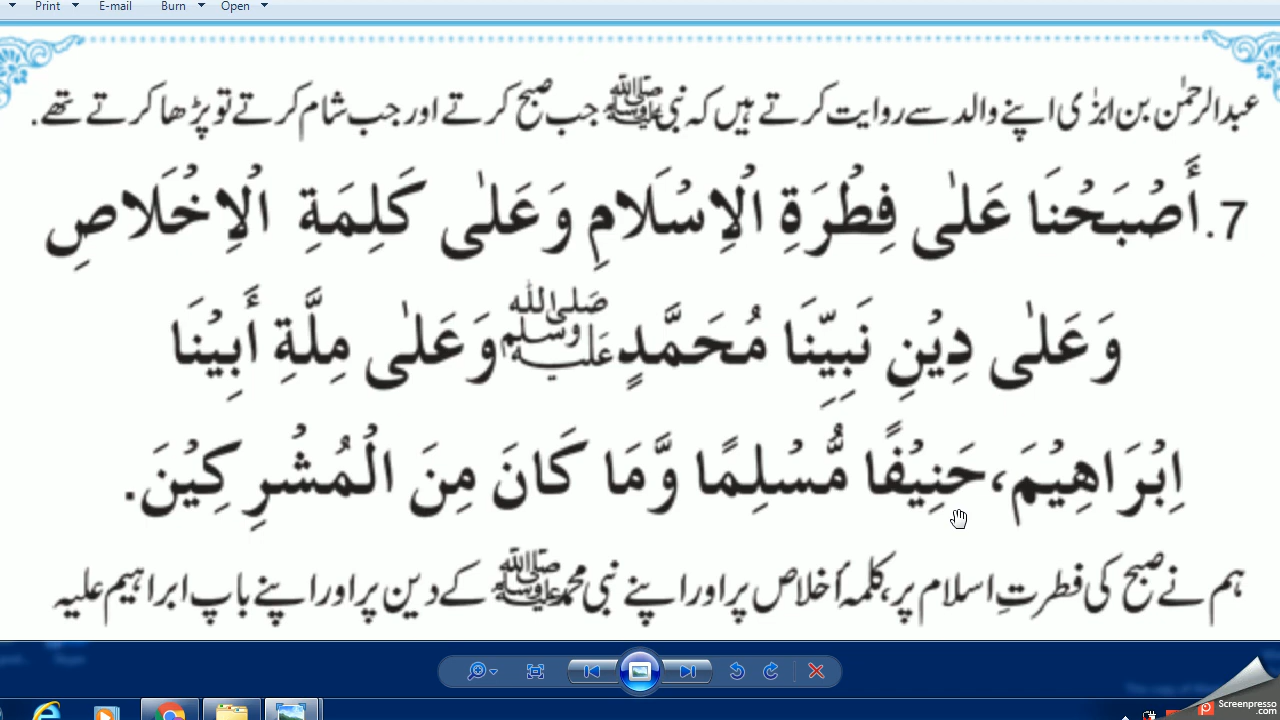 Print E-mail Burn Open
عبدالرحمٰن بن ابزٰی اپنے والد سے روایت کرتے ہیں کہ نبی ﷺ جب صبح کرتے اور جب شام کرتے تو پڑھا کرتے تھے.
7. أَصْبَحْنَا عَلٰى فِطْرَةِ الْاِسْلَامِ وَعَلٰى كَلِمَةِ الْاِخْلَاصِ
وَعَلٰى دِيْنِ نَبِيِّنَا مُحَمَّدٍ ﷺ وَعَلٰى مِلَّةِ أَبِيْنَا
اِبْرَاهِيْمَ، حَنِيْفًا مُّسْلِمًا وَّمَا كَانَ مِنَ الْمُشْرِكِيْنَ.
ہم نے صبح کی فطرتِ اسلام پر، کلمۂ اخلاص پر اور اپنے نبی محمد ﷺ کے دین پر اور اپنے باپ ابراہیم علیہ
Screenpresso
.com